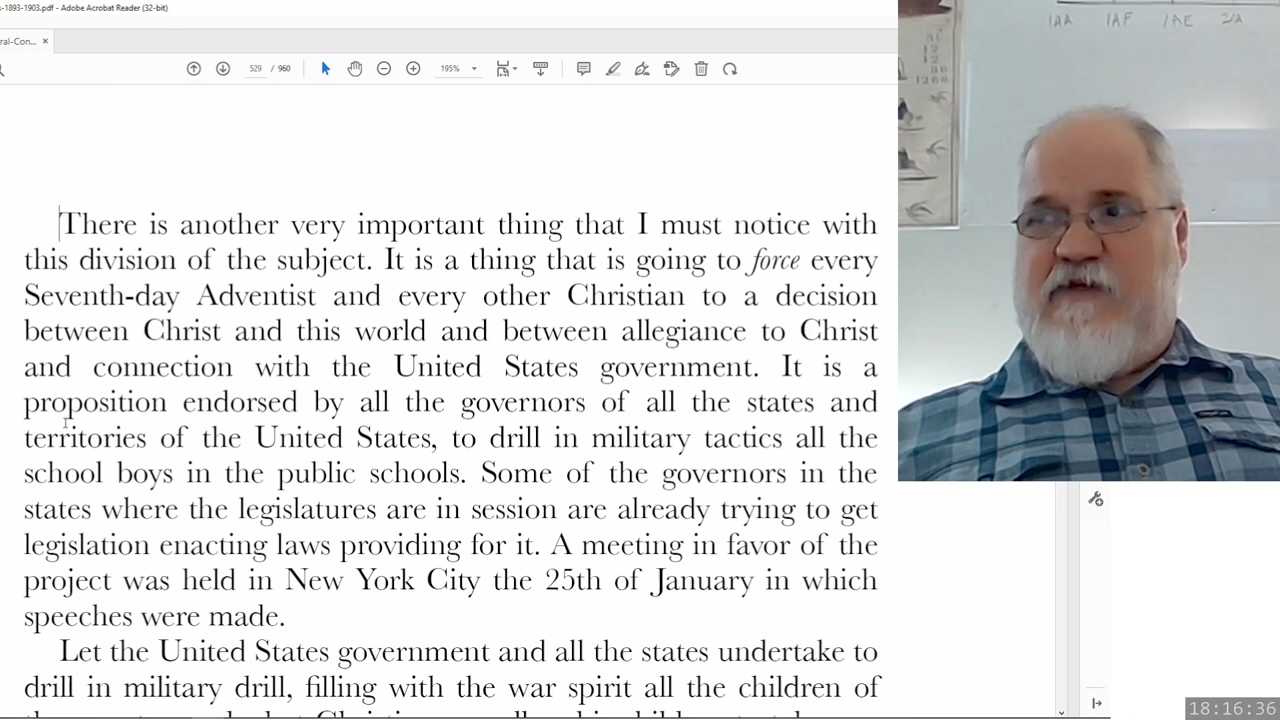 -1893-1903.pdf - Adobe Acrobat Reader (32-bit)
ral-Con... ×
529 / 960 195%
1AA 1AF 1AE 2/A
There is another very important thing that I must notice with
this division of the subject. It is a thing that is going to force every
Seventh-day Adventist and every other Christian to a decision
between Christ and this world and between allegiance to Christ
and connection with the United States government. It is a
proposition endorsed by all the governors of all the states and
territories of the United States, to drill in military tactics all the
school boys in the public schools. Some of the governors in the
states where the legislatures are in session are already trying to get
legislation enacting laws providing for it. A meeting in favor of the
project was held in New York City the 25th of January in which
speeches were made.
Let the United States government and all the states undertake to
drill in military drill, filling with the war spirit all the children of
18:16:36